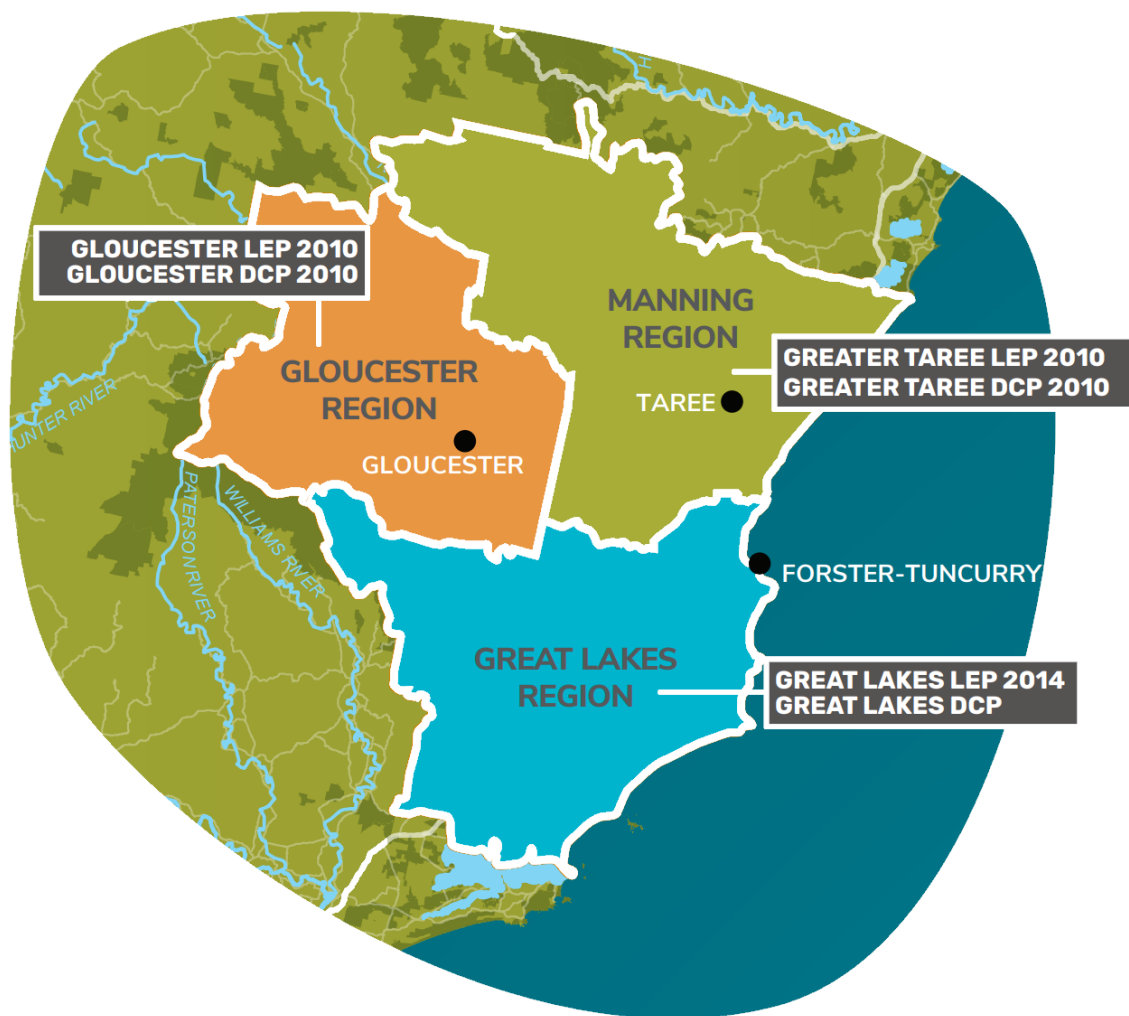 H
GLOUCESTER LEP 2010
GLOUCESTER DCP 2010
MANNING
REGION
GREATER TAREE LEP 2010
GREATER TAREE DCP 2010
GLOUCESTER
REGION
TAREE
GLOUCESTER
UNTER RIVER
PATERSON RIVER
WILLIAMS RIVER
FORSTER-TUNCURRY
GREAT LAKES
REGION
GREAT LAKES LEP 2014
GREAT LAKES DCP